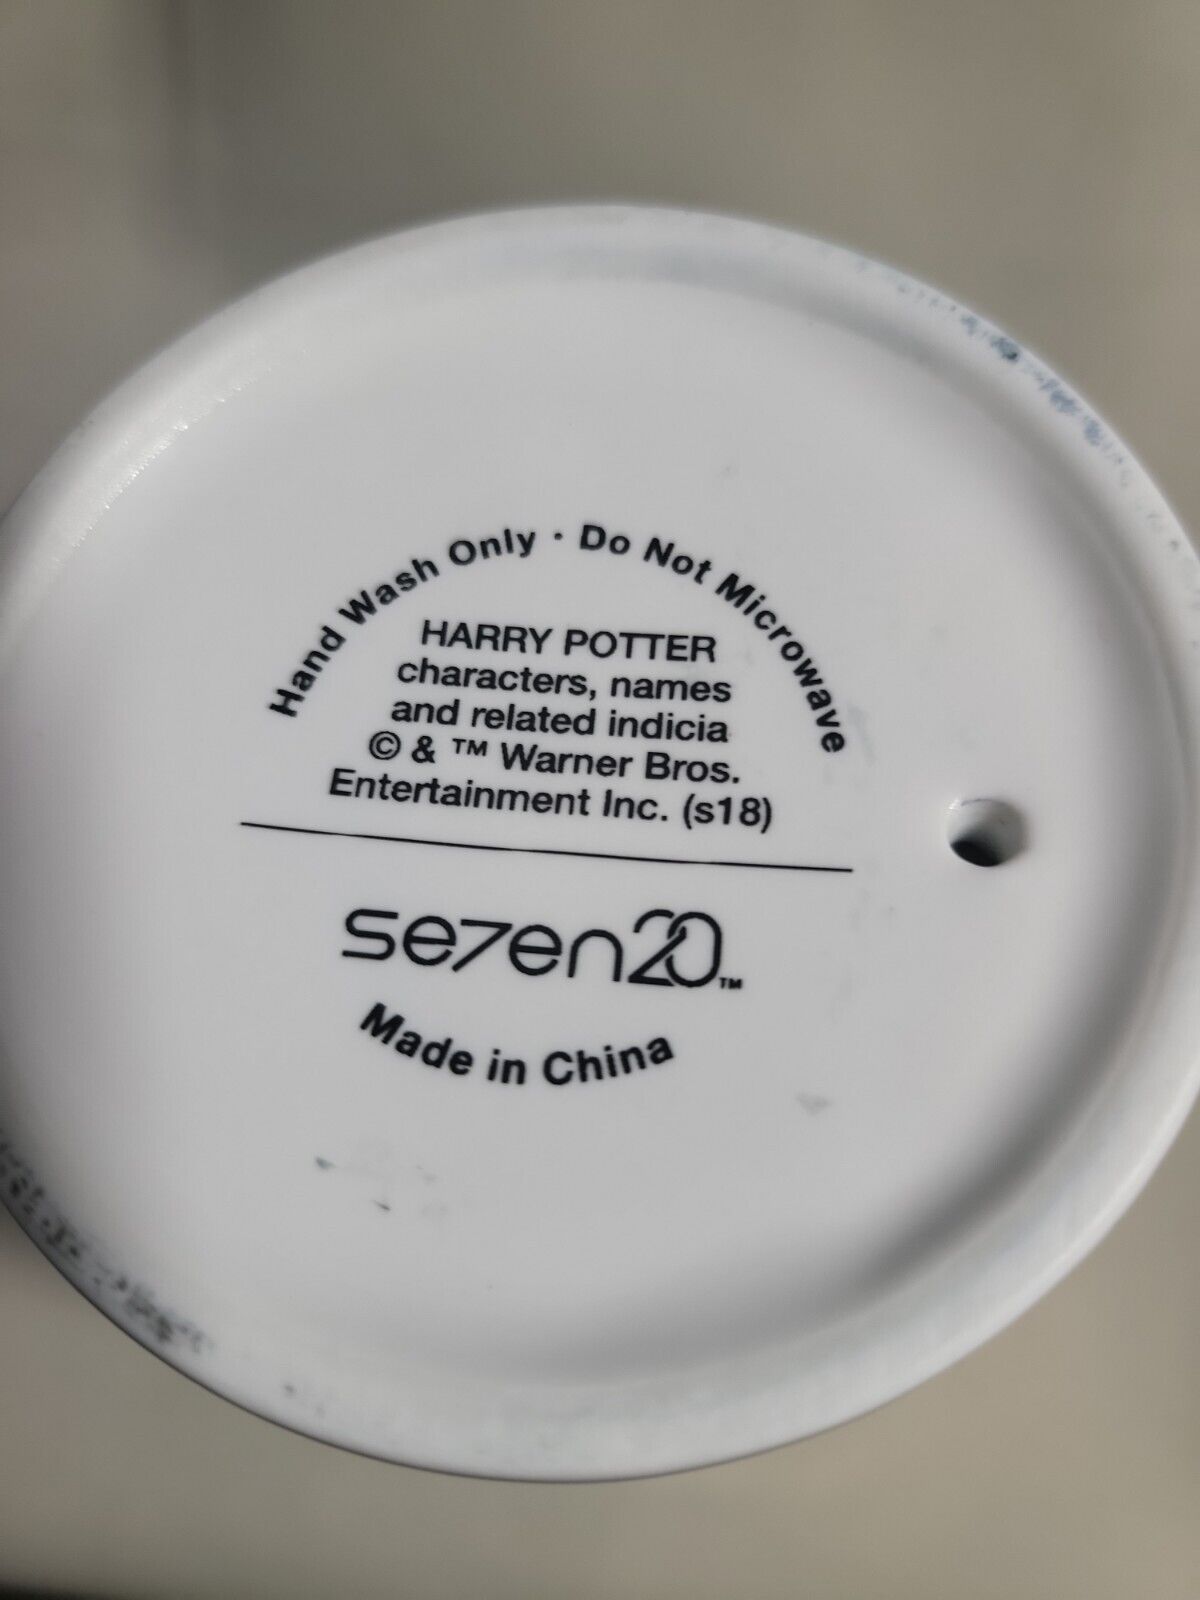 Hand Wash Only · Do Not Microwave
HARRY POTTER
characters, names
and related indicia
© & ™ Warner Bros.
Entertainment Inc. (s18)
se7en20™
Made in China